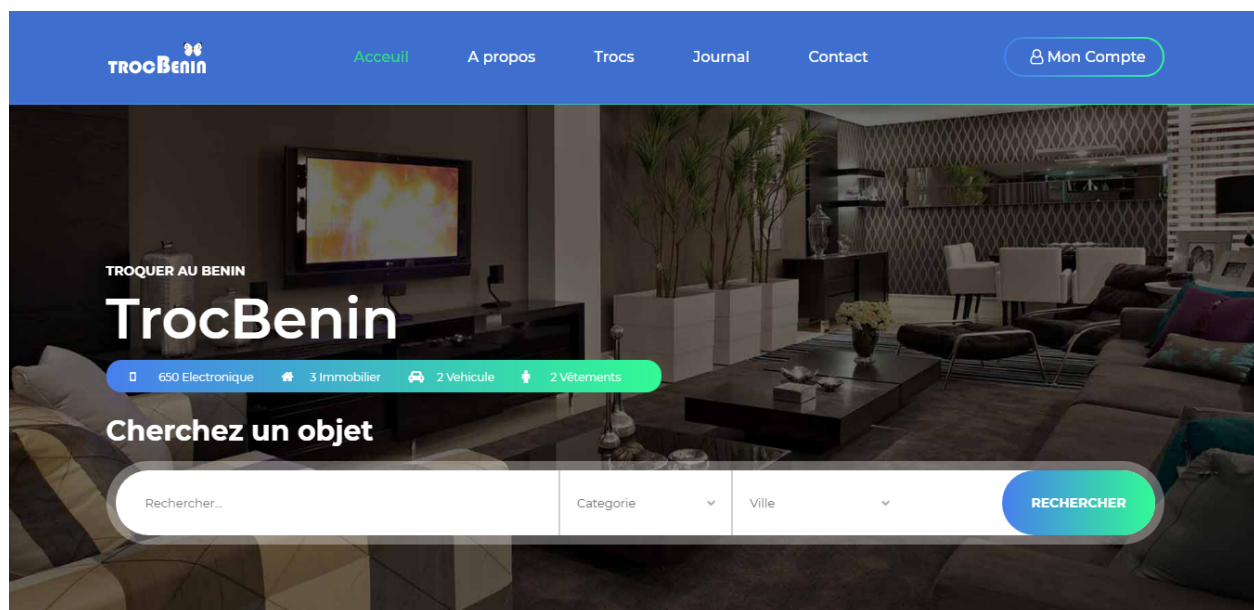 TROCBENIN
Acceuil A propos Trocs Journal Contact Mon Compte
TROQUER AU BENIN
TrocBenin
650 Electronique 3 Immobilier 2 Vehicule 2 Vêtements
Cherchez un objet
Rechercher... Categorie Ville RECHERCHER